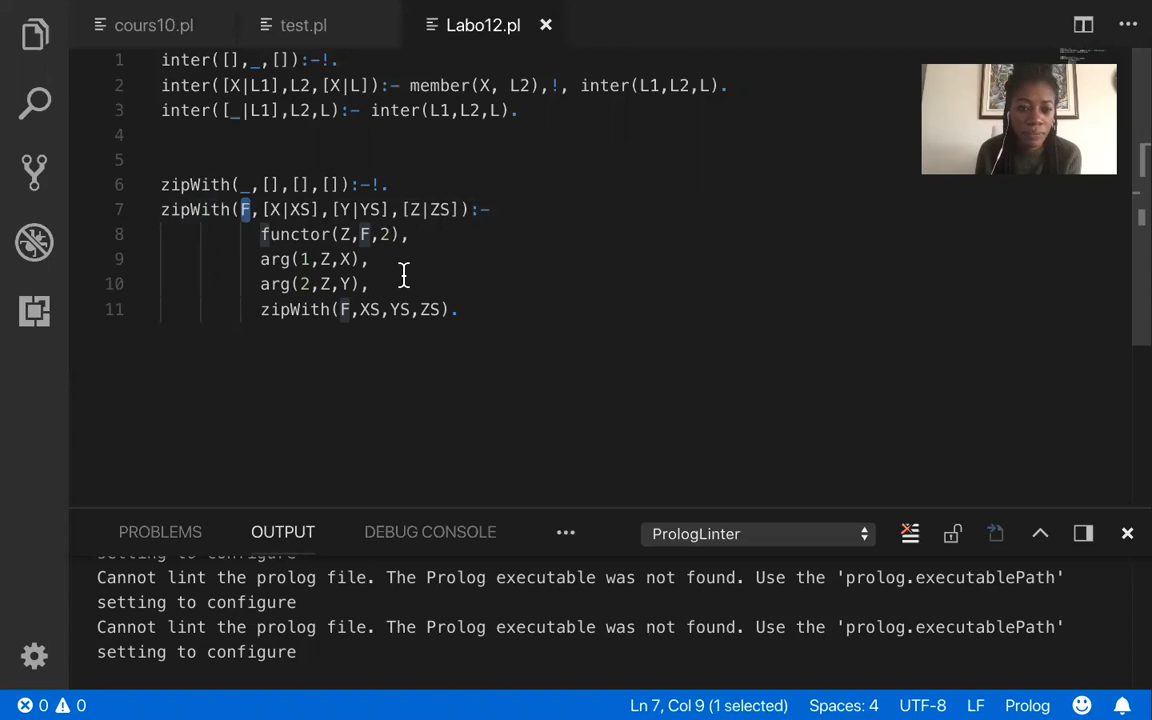 cours10.pl test.pl Labo12.pl
1 inter([],_,[]):-!.
2 inter([X|L1],L2,[X|L]):- member(X, L2),!, inter(L1,L2,L).
3 inter([_|L1],L2,L):- inter(L1,L2,L).
4
5
6 zipWith(_,[],[],[]):-!.
7 zipWith(F,[X|XS],[Y|YS],[Z|ZS]):-
8 functor(Z,F,2),
9 arg(1,Z,X),
10 arg(2,Z,Y),
11 zipWith(F,XS,YS,ZS).
PROBLEMS OUTPUT DEBUG CONSOLE ••• PrologLinter
setting to configure
Cannot lint the prolog file. The Prolog executable was not found. Use the 'prolog.executablePath'
setting to configure
Cannot lint the prolog file. The Prolog executable was not found. Use the 'prolog.executablePath'
setting to configure
0 0 Ln 7, Col 9 (1 selected) Spaces: 4 UTF-8 LF Prolog